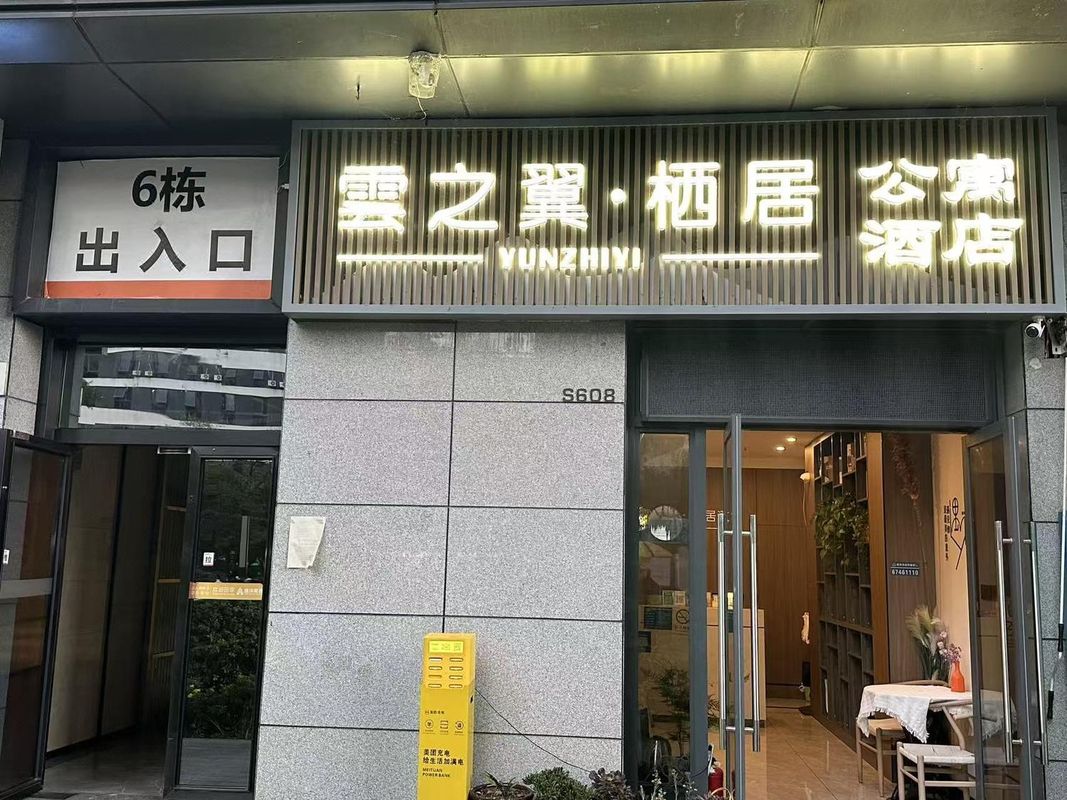 6栋
出入口
雲之翼·栖居
YUNZHIYI
公寓
酒店
S608
67461110
美团充电
给生活加满电
MEITUAN
POWERBANK